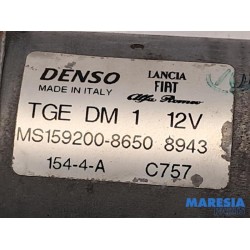 DENSO
MADE IN ITALY
LANCIA
FIAT
Alfa Romeo
TGE DM 1 12V
MS159200-8650 8943
154-4-A C757
MARESIA